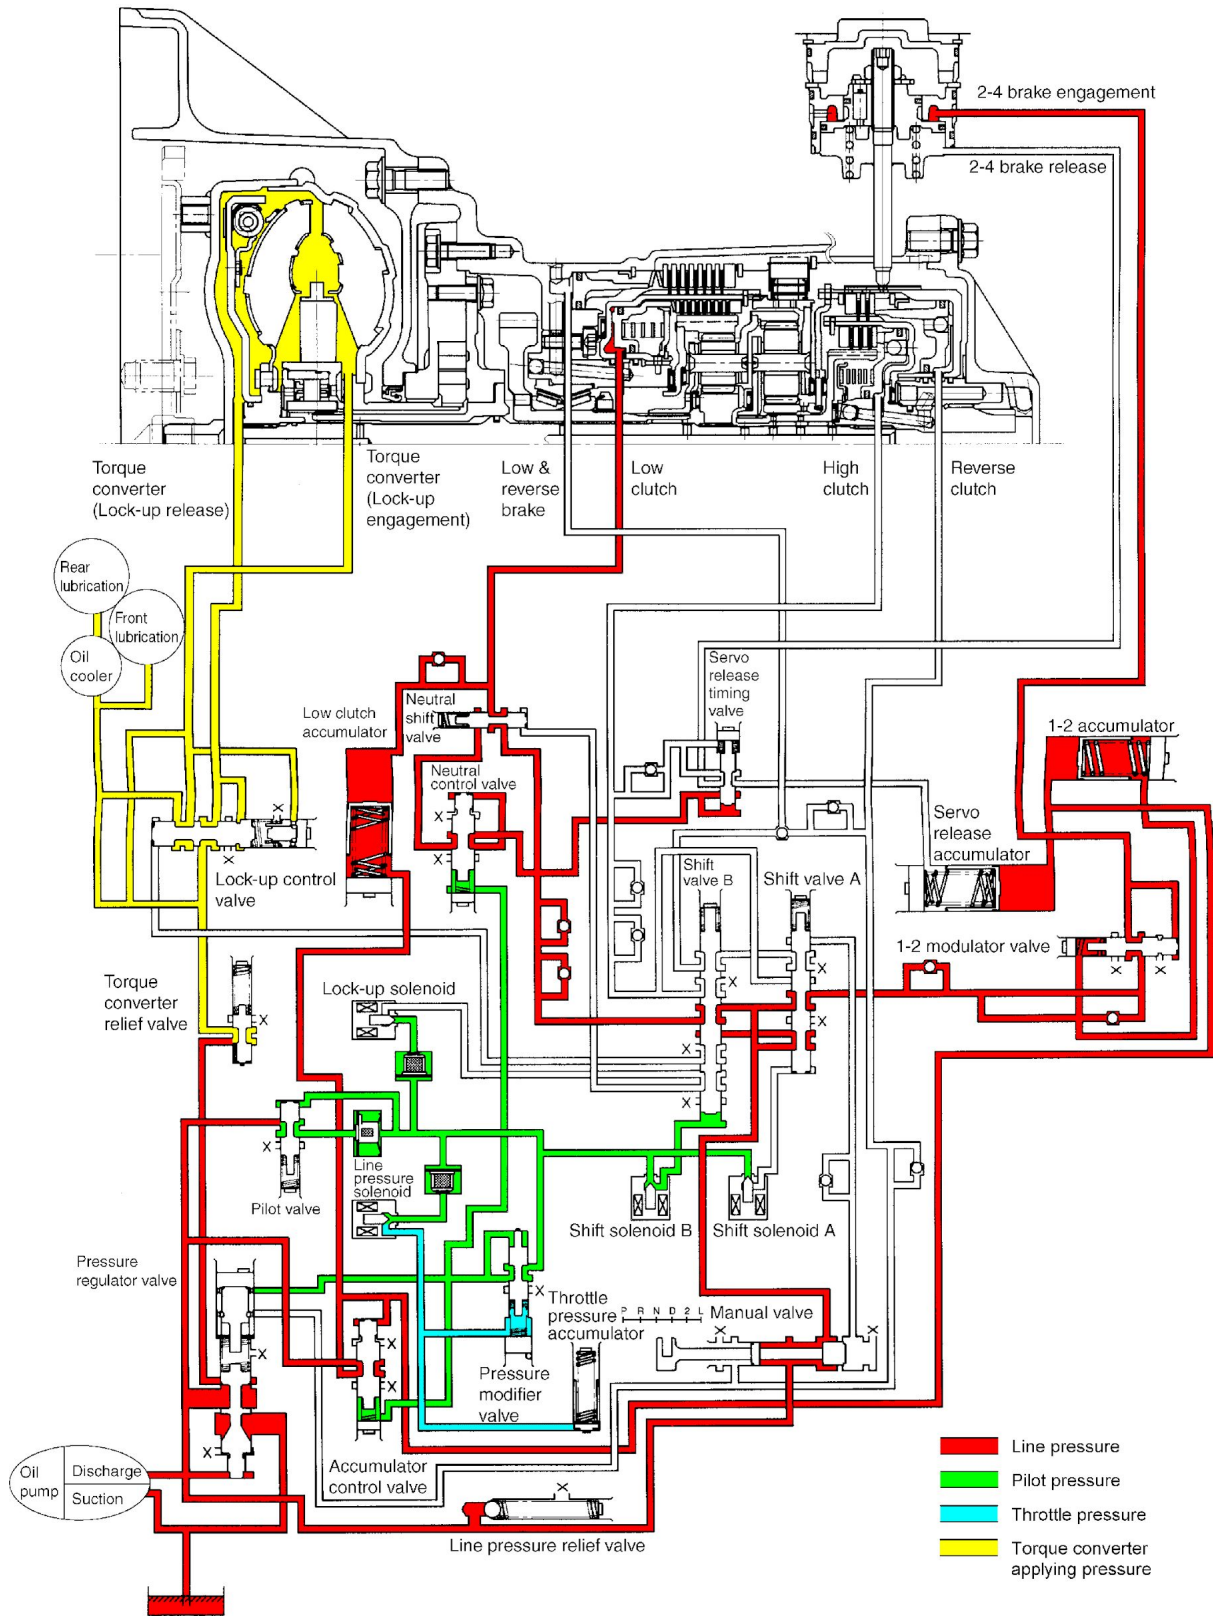 2-4 brake engagement
2-4 brake release
Torque
converter
(Lock-up release)
Torque
converter
(Lock-up
engagement)
Low &
reverse
brake
Low
clutch
High
clutch
Reverse
clutch
Rear
lubrication
Front
lubrication
Oil
cooler
Servo
release
timing
valve
Neutral
shift
valve
Low clutch
accumulator
1-2 accumulator
Neutral
control valve
X
Servo
release
accumulator
X
Lock-up control
valve
Shift
valve B
Shift valve A
1-2 modulator valve
X
X
Torque
converter
relief valve
X
Lock-up solenoid
X
X
X
X
X
Line
pressure
solenoid
Pilot valve
X
Shift solenoid B
Shift solenoid A
Pressure
regulator valve
X
X
X
X
Throttle
pressure
accumulator
P R N D 2 L
Manual valve
X
X
Pressure
modifier
valve
X
Oil
pump
Discharge
Suction
Accumulator
control valve
X
Line pressure relief valve
Line pressure
Pilot pressure
Throttle pressure
Torque converter
applying pressure